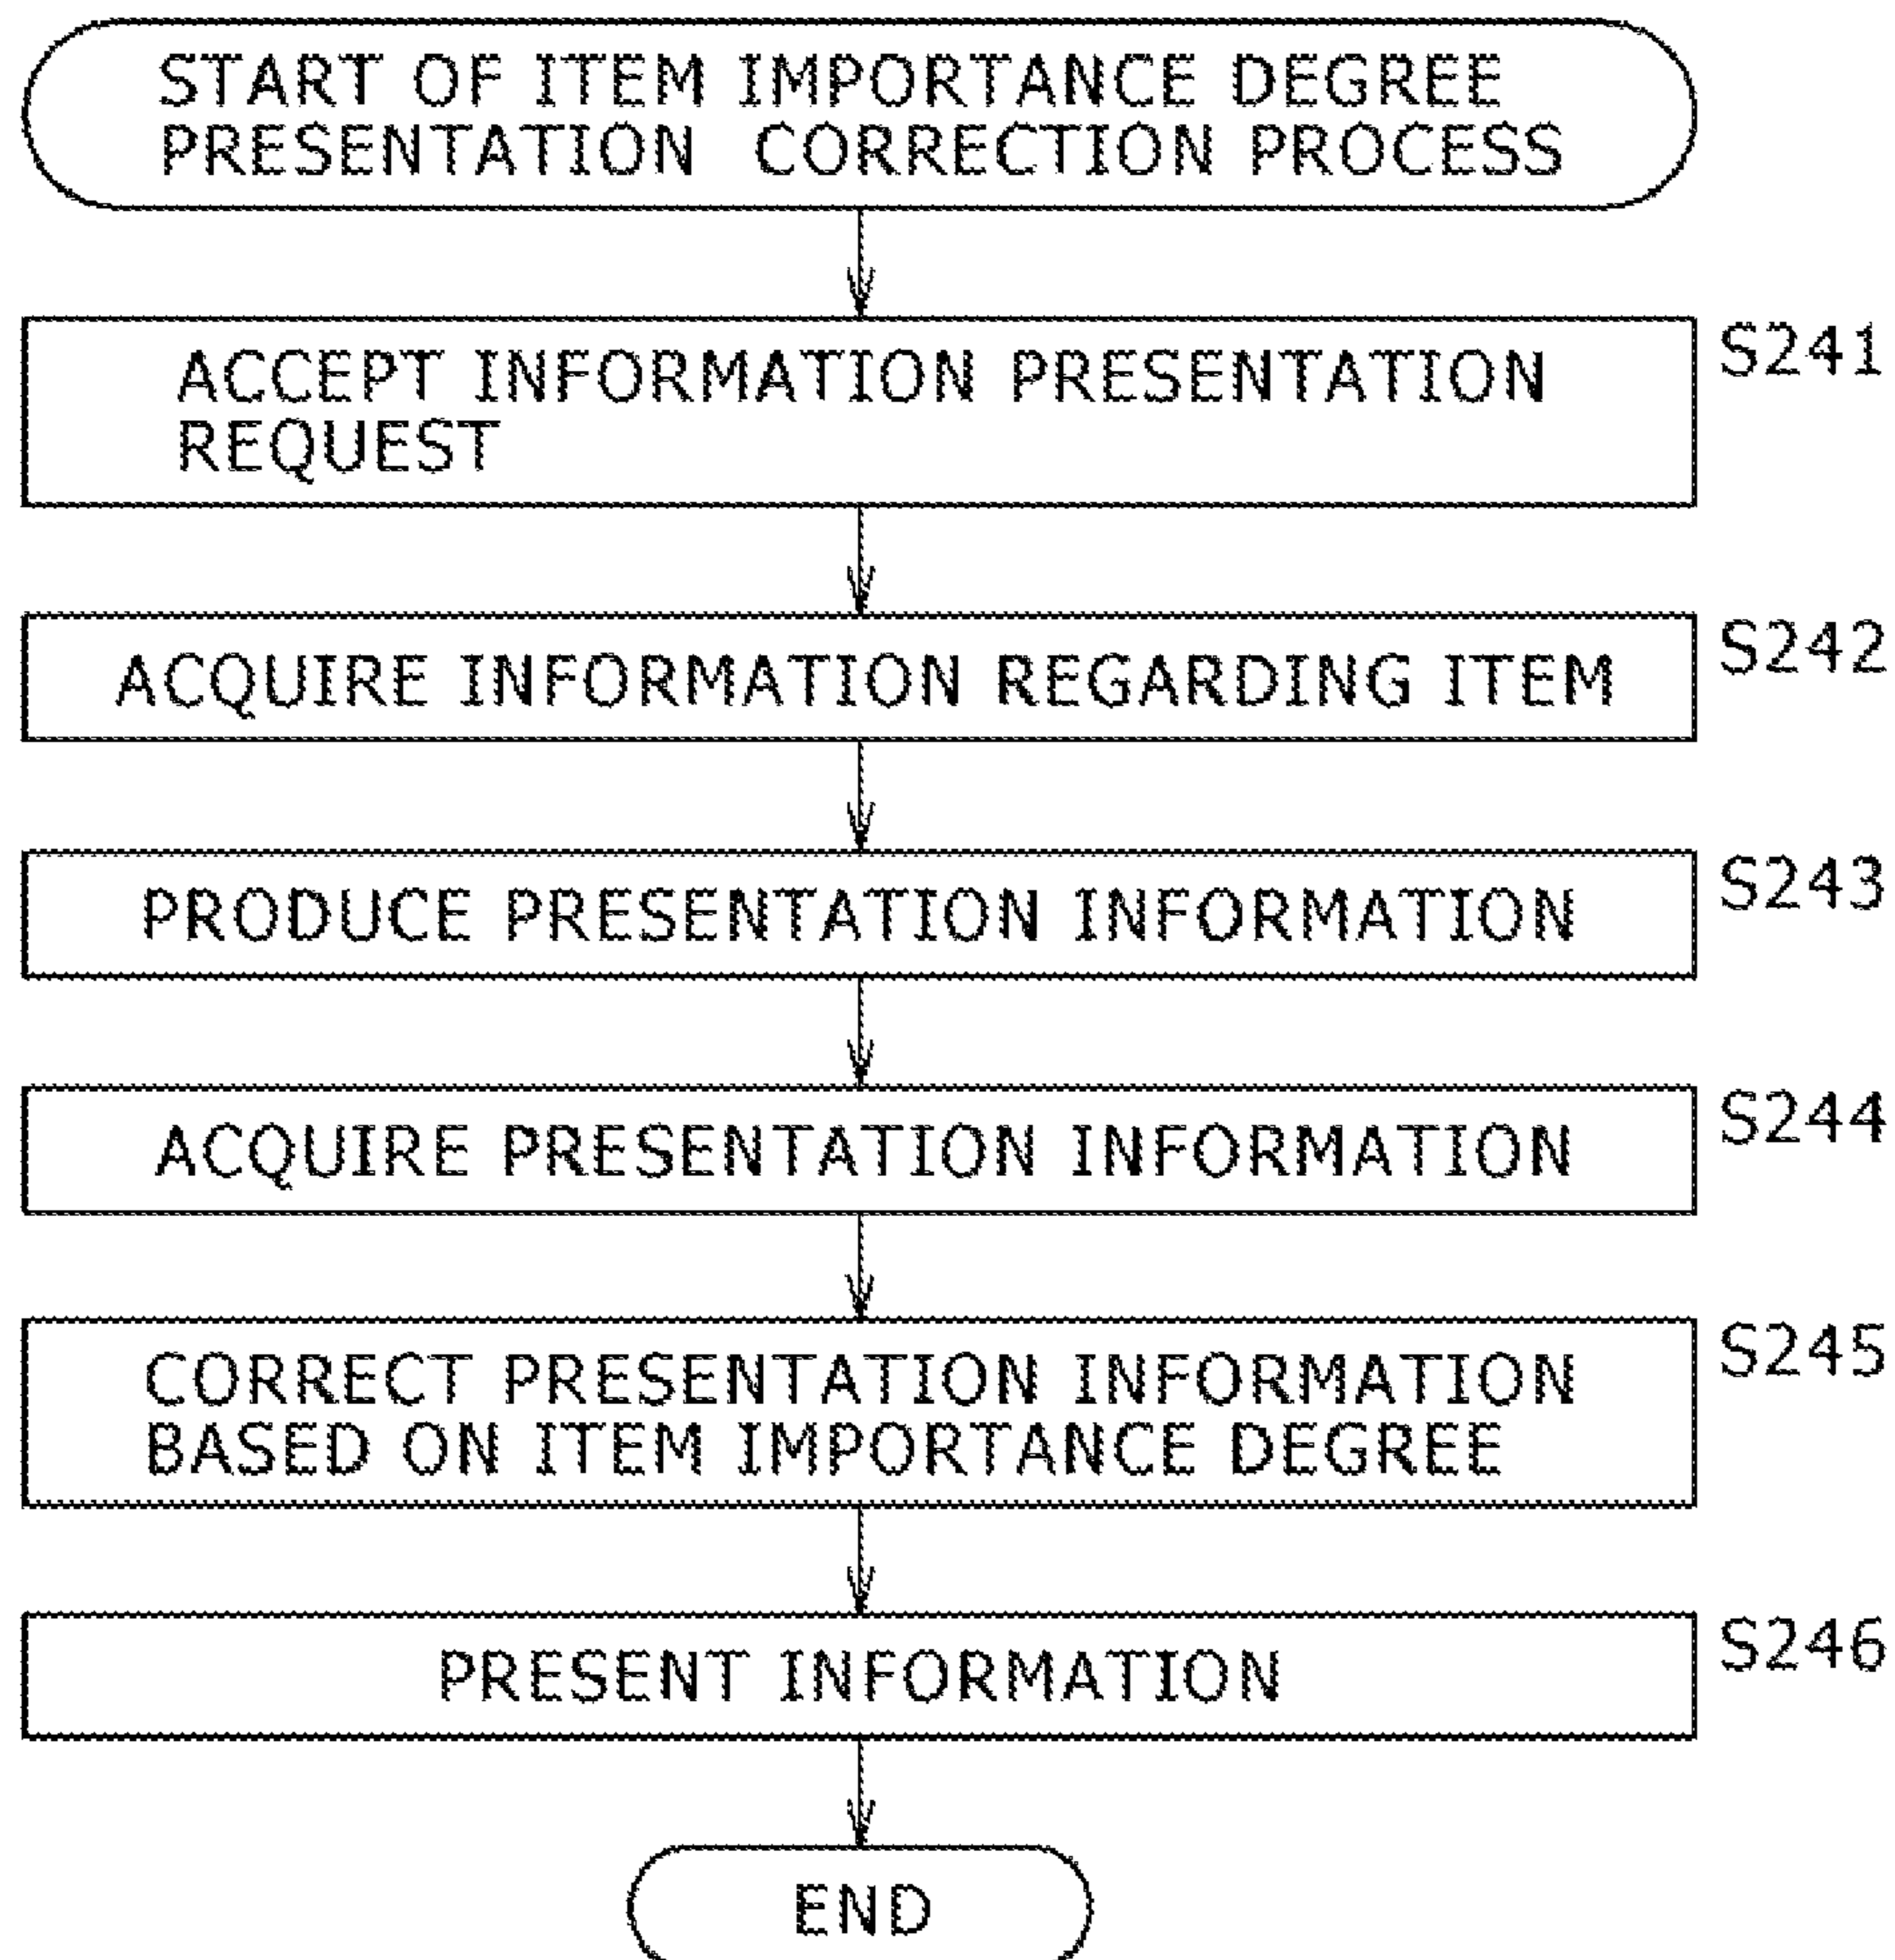 START OF ITEM IMPORTANCE DEGREE
PRESENTATION CORRECTION PROCESS
ACCEPT INFORMATION PRESENTATION
REQUEST
S241
ACQUIRE INFORMATION REGARDING ITEM
S242
PRODUCE PRESENTATION INFORMATION
S243
ACQUIRE PRESENTATION INFORMATION
S244
CORRECT PRESENTATION INFORMATION
BASED ON ITEM IMPORTANCE DEGREE
S245
PRESENT INFORMATION
S246
END